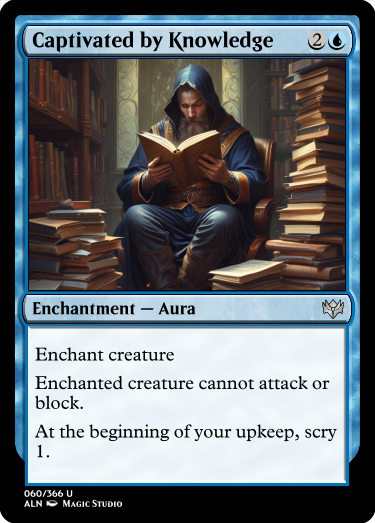 Captivated by Knowledge 2
Enchantment — Aura
Enchant creature
Enchanted creature cannot attack or
block.
At the beginning of your upkeep, scry
1.
060/366 U
ALN Magic Studio